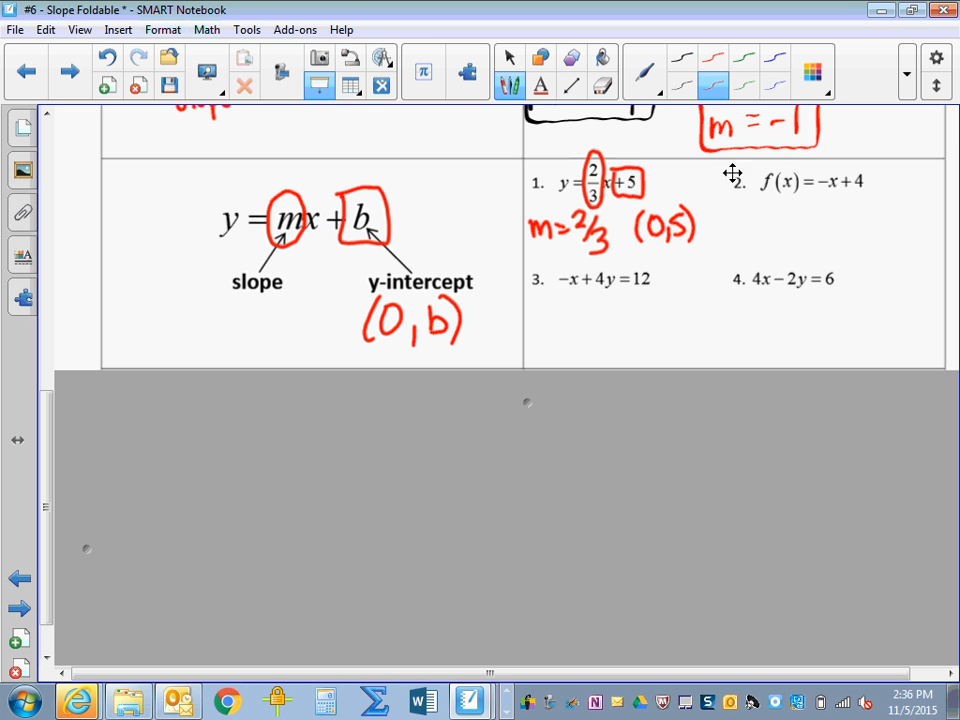 #6 - Slope Foldable * - SMART Notebook
File Edit View Insert Format Math Tools Add-ons Help
m = -1
1. y = 2/3 x + 5
2. f(x) = −x + 4
y = mx + b
m = 2/3 (0,5)
slope y-intercept
3. −x + 4y = 12
4. 4x − 2y = 6
(0, b)
2:36 PM
11/5/2015